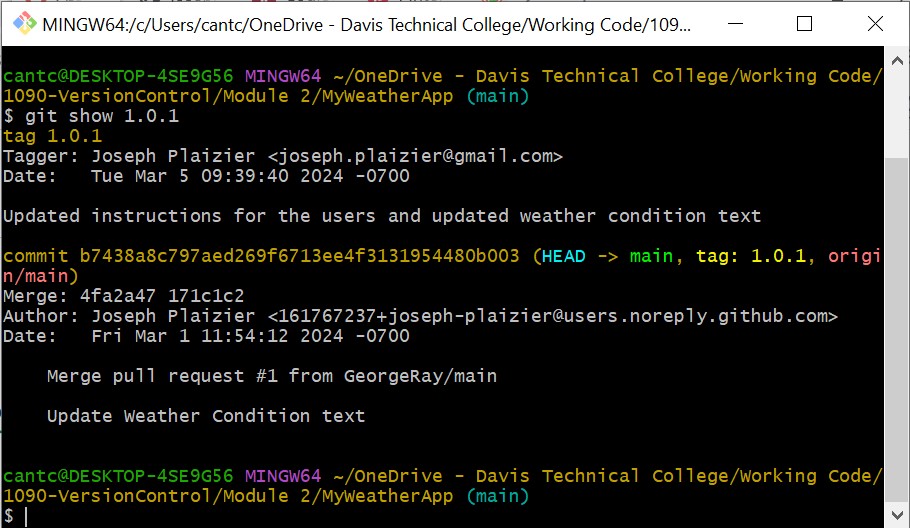 MINGW64:/c/Users/cantc/OneDrive - Davis Technical College/Working Code/109...
cantc@DESKTOP-4SE9G56 MINGW64 ~/OneDrive - Davis Technical College/Working Code/
1090-VersionControl/Module 2/MyWeatherApp (main)
$ git show 1.0.1
tag 1.0.1
Tagger: Joseph Plaizier <joseph.plaizier@gmail.com>
Date:   Tue Mar 5 09:39:40 2024 -0700
Updated instructions for the users and updated weather condition text
commit b7438a8c797aed269f6713ee4f3131954480b003 (HEAD -> main, tag: 1.0.1, origi
n/main)
Merge: 4fa2a47 171c1c2
Author: Joseph Plaizier <161767237+joseph-plaizier@users.noreply.github.com>
Date:   Fri Mar 1 11:54:12 2024 -0700
    Merge pull request #1 from GeorgeRay/main
    Update Weather Condition text
cantc@DESKTOP-4SE9G56 MINGW64 ~/OneDrive - Davis Technical College/Working Code/
1090-VersionControl/Module 2/MyWeatherApp (main)
$